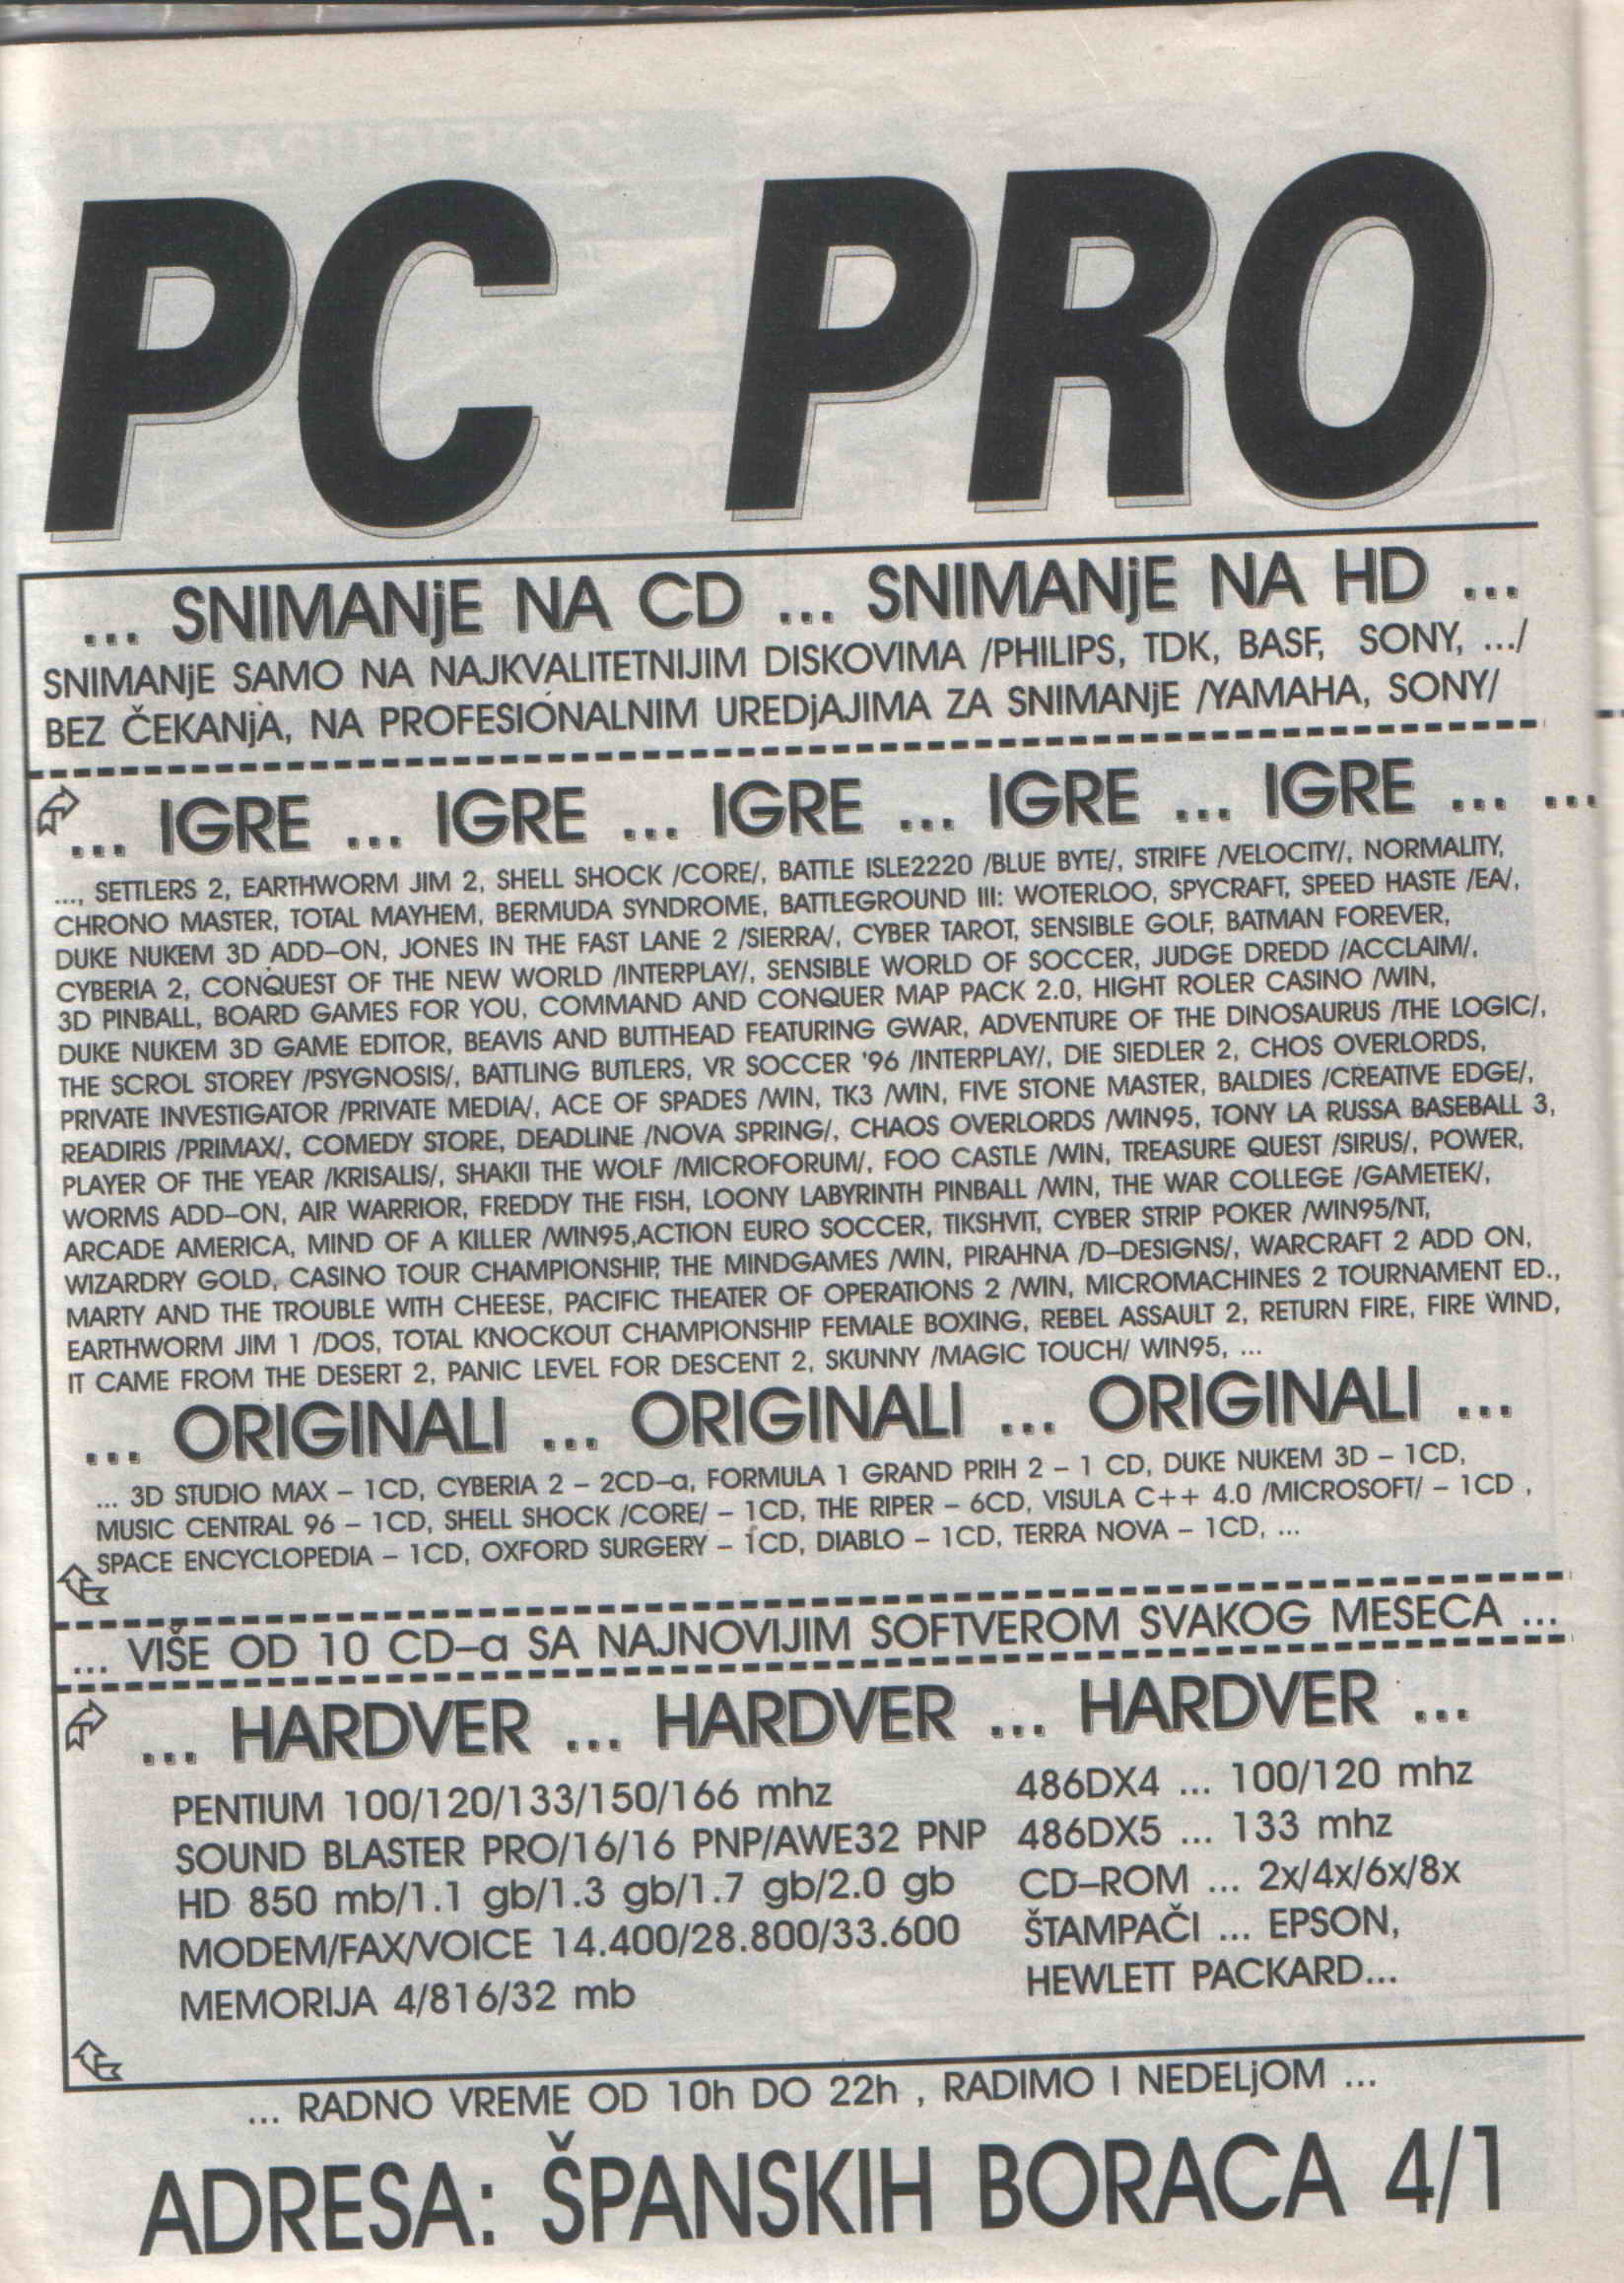 PC PRO
... SNIMANjE NA CD ... SNIMANjE NA HD ...
SNIMANjE SAMO NA NAJKVALITETNIJIM DISKOVIMA /PHILIPS, TDK, BASF, SONY, .../
BEZ ČEKANjA, NA PROFESIONALNIM UREDjAJIMA ZA SNIMANjE /YAMAHA, SONY/
... IGRE ... IGRE ... IGRE ... IGRE ... IGRE ... ...
..., SETTLERS 2, EARTHWORM JIM 2, SHELL SHOCK /CORE/, BATTLE ISLE2220 /BLUE BYTE/, STRIFE /VELOCITY/, NORMALITY,
CHRONO MASTER, TOTAL MAYHEM, BERMUDA SYNDROME, BATTLEGROUND III: WOTERLOO, SPYCRAFT, SPEED HASTE /EA/,
DUKE NUKEM 3D ADD-ON, JONES IN THE FAST LANE 2 /SIERRA/, CYBER TAROT, SENSIBLE GOLF, BATMAN FOREVER,
CYBERIA 2, CONQUEST OF THE NEW WORLD /INTERPLAY/, SENSIBLE WORLD OF SOCCER, JUDGE DREDD /ACCLAIM/,
3D PINBALL, BOARD GAMES FOR YOU, COMMAND AND CONQUER MAP PACK 2.0, HIGHT ROLER CASINO /WIN,
DUKE NUKEM 3D GAME EDITOR, BEAVIS AND BUTTHEAD FEATURING GWAR, ADVENTURE OF THE DINOSAURUS /THE LOGIC/,
THE SCROL STOREY /PSYGNOSIS/, BATTLING BUTLERS, VR SOCCER '96 /INTERPLAY/, DIE SIEDLER 2, CHOS OVERLORDS,
PRIVATE INVESTIGATOR /PRIVATE MEDIA/, ACE OF SPADES /WIN, TK3 /WIN, FIVE STONE MASTER, BALDIES /CREATIVE EDGE/,
READIRIS /PRIMAX/, COMEDY STORE, DEADLINE /NOVA SPRING/, CHAOS OVERLORDS /WIN95, TONY LA RUSSA BASEBALL 3,
PLAYER OF THE YEAR /KRISALIS/, SHAKII THE WOLF /MICROFORUM/, FOO CASTLE /WIN, TREASURE QUEST /SIRUS/, POWER,
WORMS ADD-ON, AIR WARRIOR, FREDDY THE FISH, LOONY LABYRINTH PINBALL /WIN, THE WAR COLLEGE /GAMETEK/,
ARCADE AMERICA, MIND OF A KILLER /WIN95,ACTION EURO SOCCER, TIKSHVIT, CYBER STRIP POKER /WIN95/NT,
WIZARDRY GOLD, CASINO TOUR CHAMPIONSHIP, THE MINDGAMES /WIN, PIRAHNA /D-DESIGNS/, WARCRAFT 2 ADD ON,
MARTY AND THE TROUBLE WITH CHEESE, PACIFIC THEATER OF OPERATIONS 2 /WIN, MICROMACHINES 2 TOURNAMENT ED.,
EARTHWORM JIM 1 /DOS, TOTAL KNOCKOUT CHAMPIONSHIP FEMALE BOXING, REBEL ASSAULT 2, RETURN FIRE, FIRE WIND,
IT CAME FROM THE DESERT 2, PANIC LEVEL FOR DESCENT 2, SKUNNY /MAGIC TOUCH/ WIN95, ...
... ORIGINALI ... ORIGINALI ... ORIGINALI ...
... 3D STUDIO MAX – 1CD, CYBERIA 2 – 2CD–a, FORMULA 1 GRAND PRIH 2 – 1 CD, DUKE NUKEM 3D – 1CD,
MUSIC CENTRAL 96 – 1CD, SHELL SHOCK /CORE/ – 1CD, THE RIPER – 6CD, VISULA C++ 4.0 /MICROSOFT/ – 1CD ,
SPACE ENCYCLOPEDIA – 1CD, OXFORD SURGERY – 1CD, DIABLO – 1CD, TERRA NOVA – 1CD, ...
... VIŠE OD 10 CD–a SA NAJNOVIJIM SOFTVEROM SVAKOG MESECA ...
... HARDVER ... HARDVER ... HARDVER ...
PENTIUM 100/120/133/150/166 mhz
SOUND BLASTER PRO/16/16 PNP/AWE32 PNP
HD 850 mb/1.1 gb/1.3 gb/1.7 gb/2.0 gb
MODEM/FAX/VOICE 14.400/28.800/33.600
MEMORIJA 4/816/32 mb
486DX4 ... 100/120 mhz
486DX5 ... 133 mhz
CD–ROM ... 2x/4x/6x/8x
ŠTAMPAČI ... EPSON,
HEWLETT PACKARD...
... RADNO VREME OD 10h DO 22h , RADIMO I NEDELjOM ...
ADRESA: ŠPANSKIH BORACA 4/1